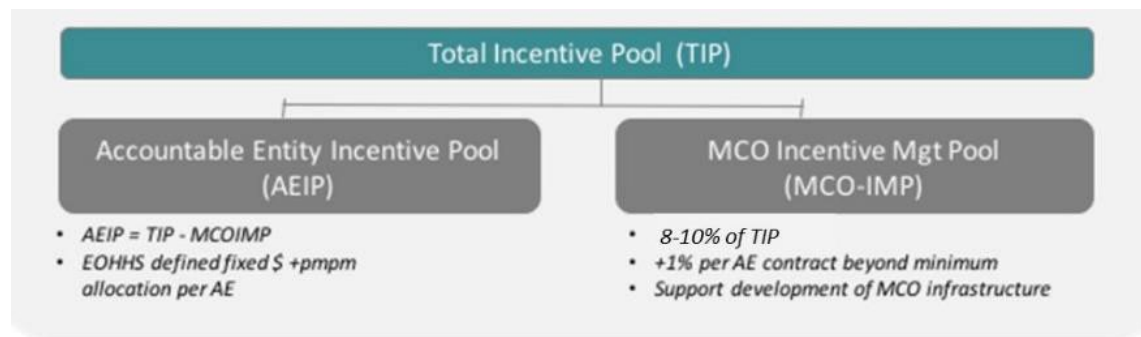 Total Incentive Pool (TIP)
Accountable Entity Incentive Pool
(AEIP)
• AEIP = TIP - MCOIMP
• EOHHS defined fixed $ +pmpm
allocation per AE
MCO Incentive Mgt Pool
(MCO-IMP)
• 8-10% of TIP
• +1% per AE contract beyond minimum
• Support development of MCO infrastructure